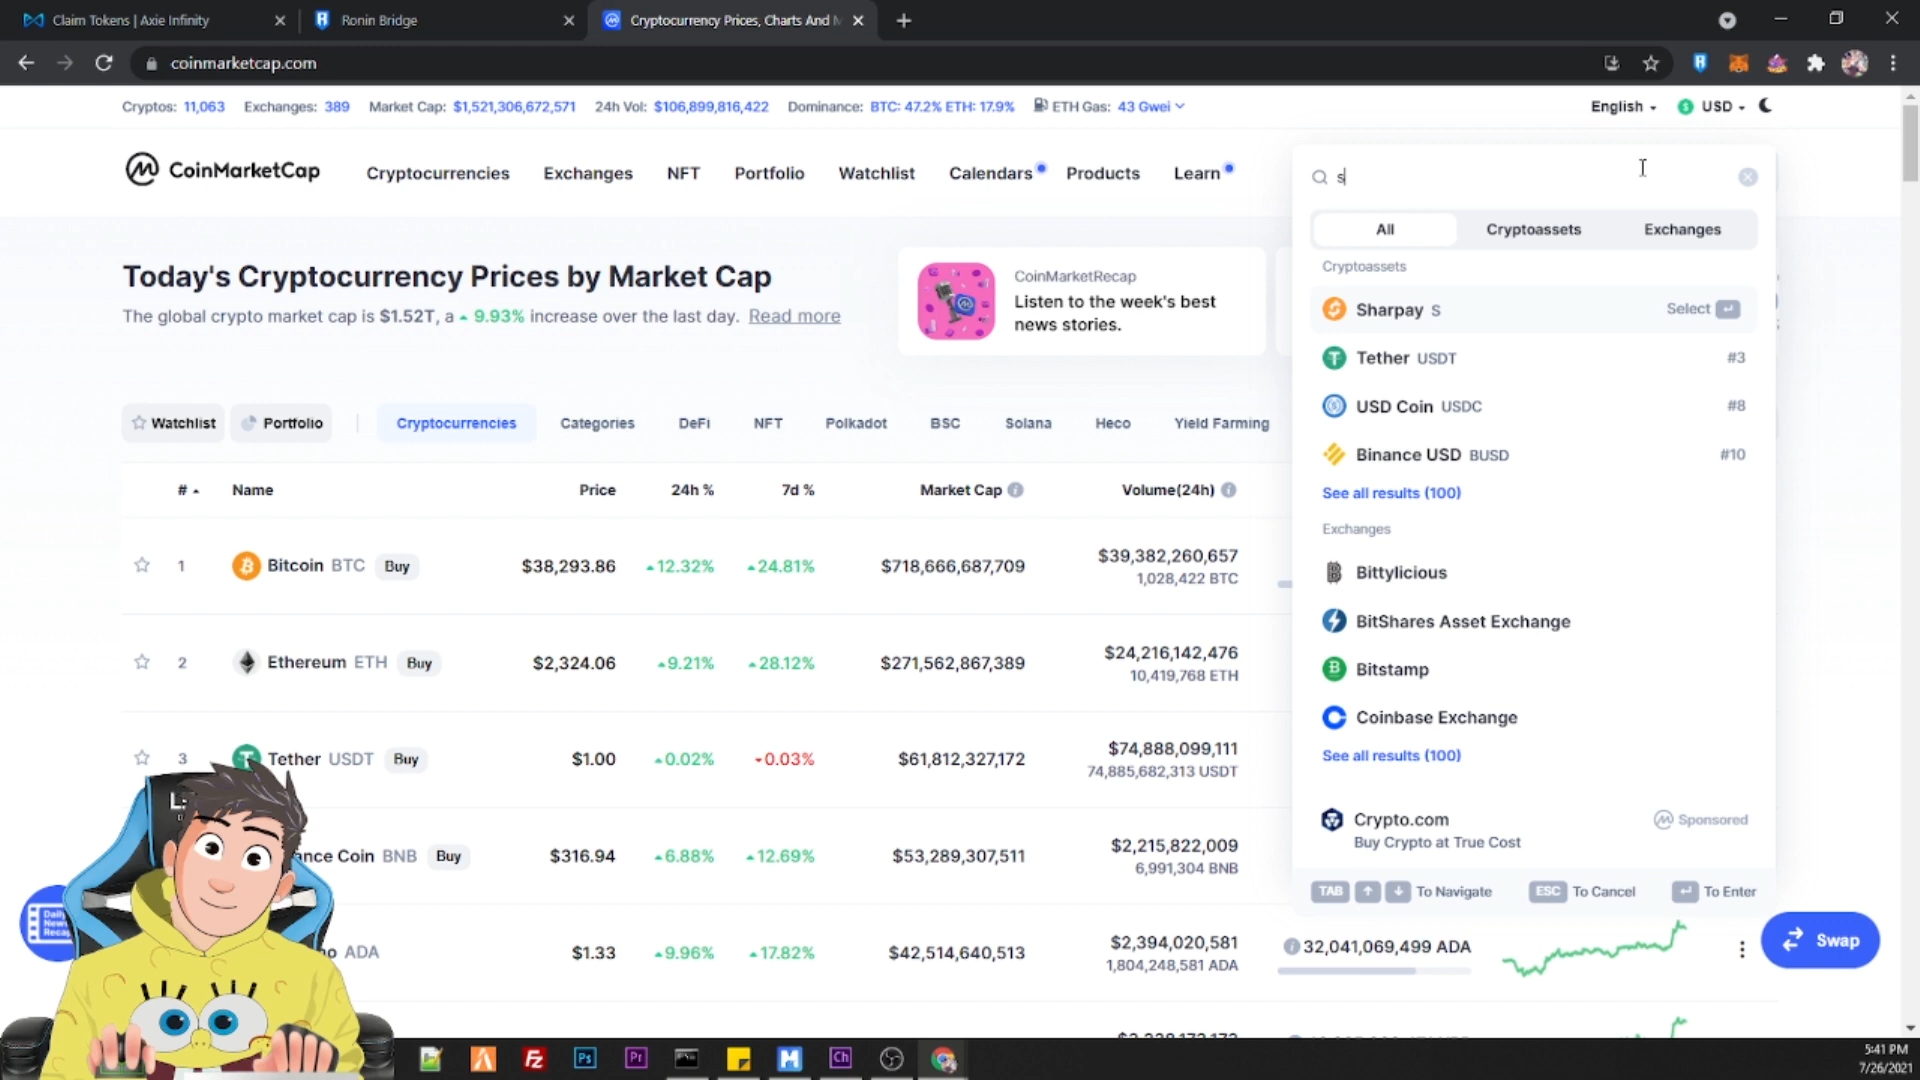 Claim Tokens | Axie Infinity
Ronin Bridge
Cryptocurrency Prices, Charts And M
coinmarketcap.com
Cryptos: 11,063 Exchanges: 389 Market Cap: $1,521,306,672,571 24h Vol: $106,899,816,422 Dominance: BTC: 47.2% ETH: 17.9% ETH Gas: 43 Gwei
English USD
CoinMarketCap
Cryptocurrencies Exchanges NFT Portfolio Watchlist Calendars Products Learn
s
All Cryptoassets Exchanges
Cryptoassets
Sharpay S Select
Tether USDT #3
USD Coin USDC #8
Binance USD BUSD #10
See all results (100)
Exchanges
Bittylicious
BitShares Asset Exchange
Bitstamp
Coinbase Exchange
See all results (100)
Crypto.com Sponsored
Buy Crypto at True Cost
TAB To Navigate ESC To Cancel To Enter
Today's Cryptocurrency Prices by Market Cap
The global crypto market cap is $1.52T, a 9.93% increase over the last day. Read more
CoinMarketRecap
Listen to the week's best
news stories.
Watchlist Portfolio Cryptocurrencies Categories DeFi NFT Polkadot BSC Solana Heco Yield Farming
# Name Price 24h % 7d % Market Cap Volume(24h)
1 Bitcoin BTC Buy $38,293.86 12.32% 24.81% $718,666,687,709 $39,382,260,657
1,028,422 BTC
2 Ethereum ETH Buy $2,324.06 9.21% 28.12% $271,562,867,389 $24,216,142,476
10,419,768 ETH
3 Tether USDT Buy $1.00 0.02% 0.03% $61,812,327,172 $74,888,099,111
74,885,682,313 USDT
nance Coin BNB Buy $316.94 6.88% 12.69% $53,289,307,511 $2,215,822,009
6,991,304 BNB
o ADA $1.33 9.96% 17.82% $42,514,640,513 $2,394,020,581
1,804,248,581 ADA
32,041,069,499 ADA
Swap
Daily
News
Recap
Fz Ps Pr M Ch
5:41 PM
7/26/2021